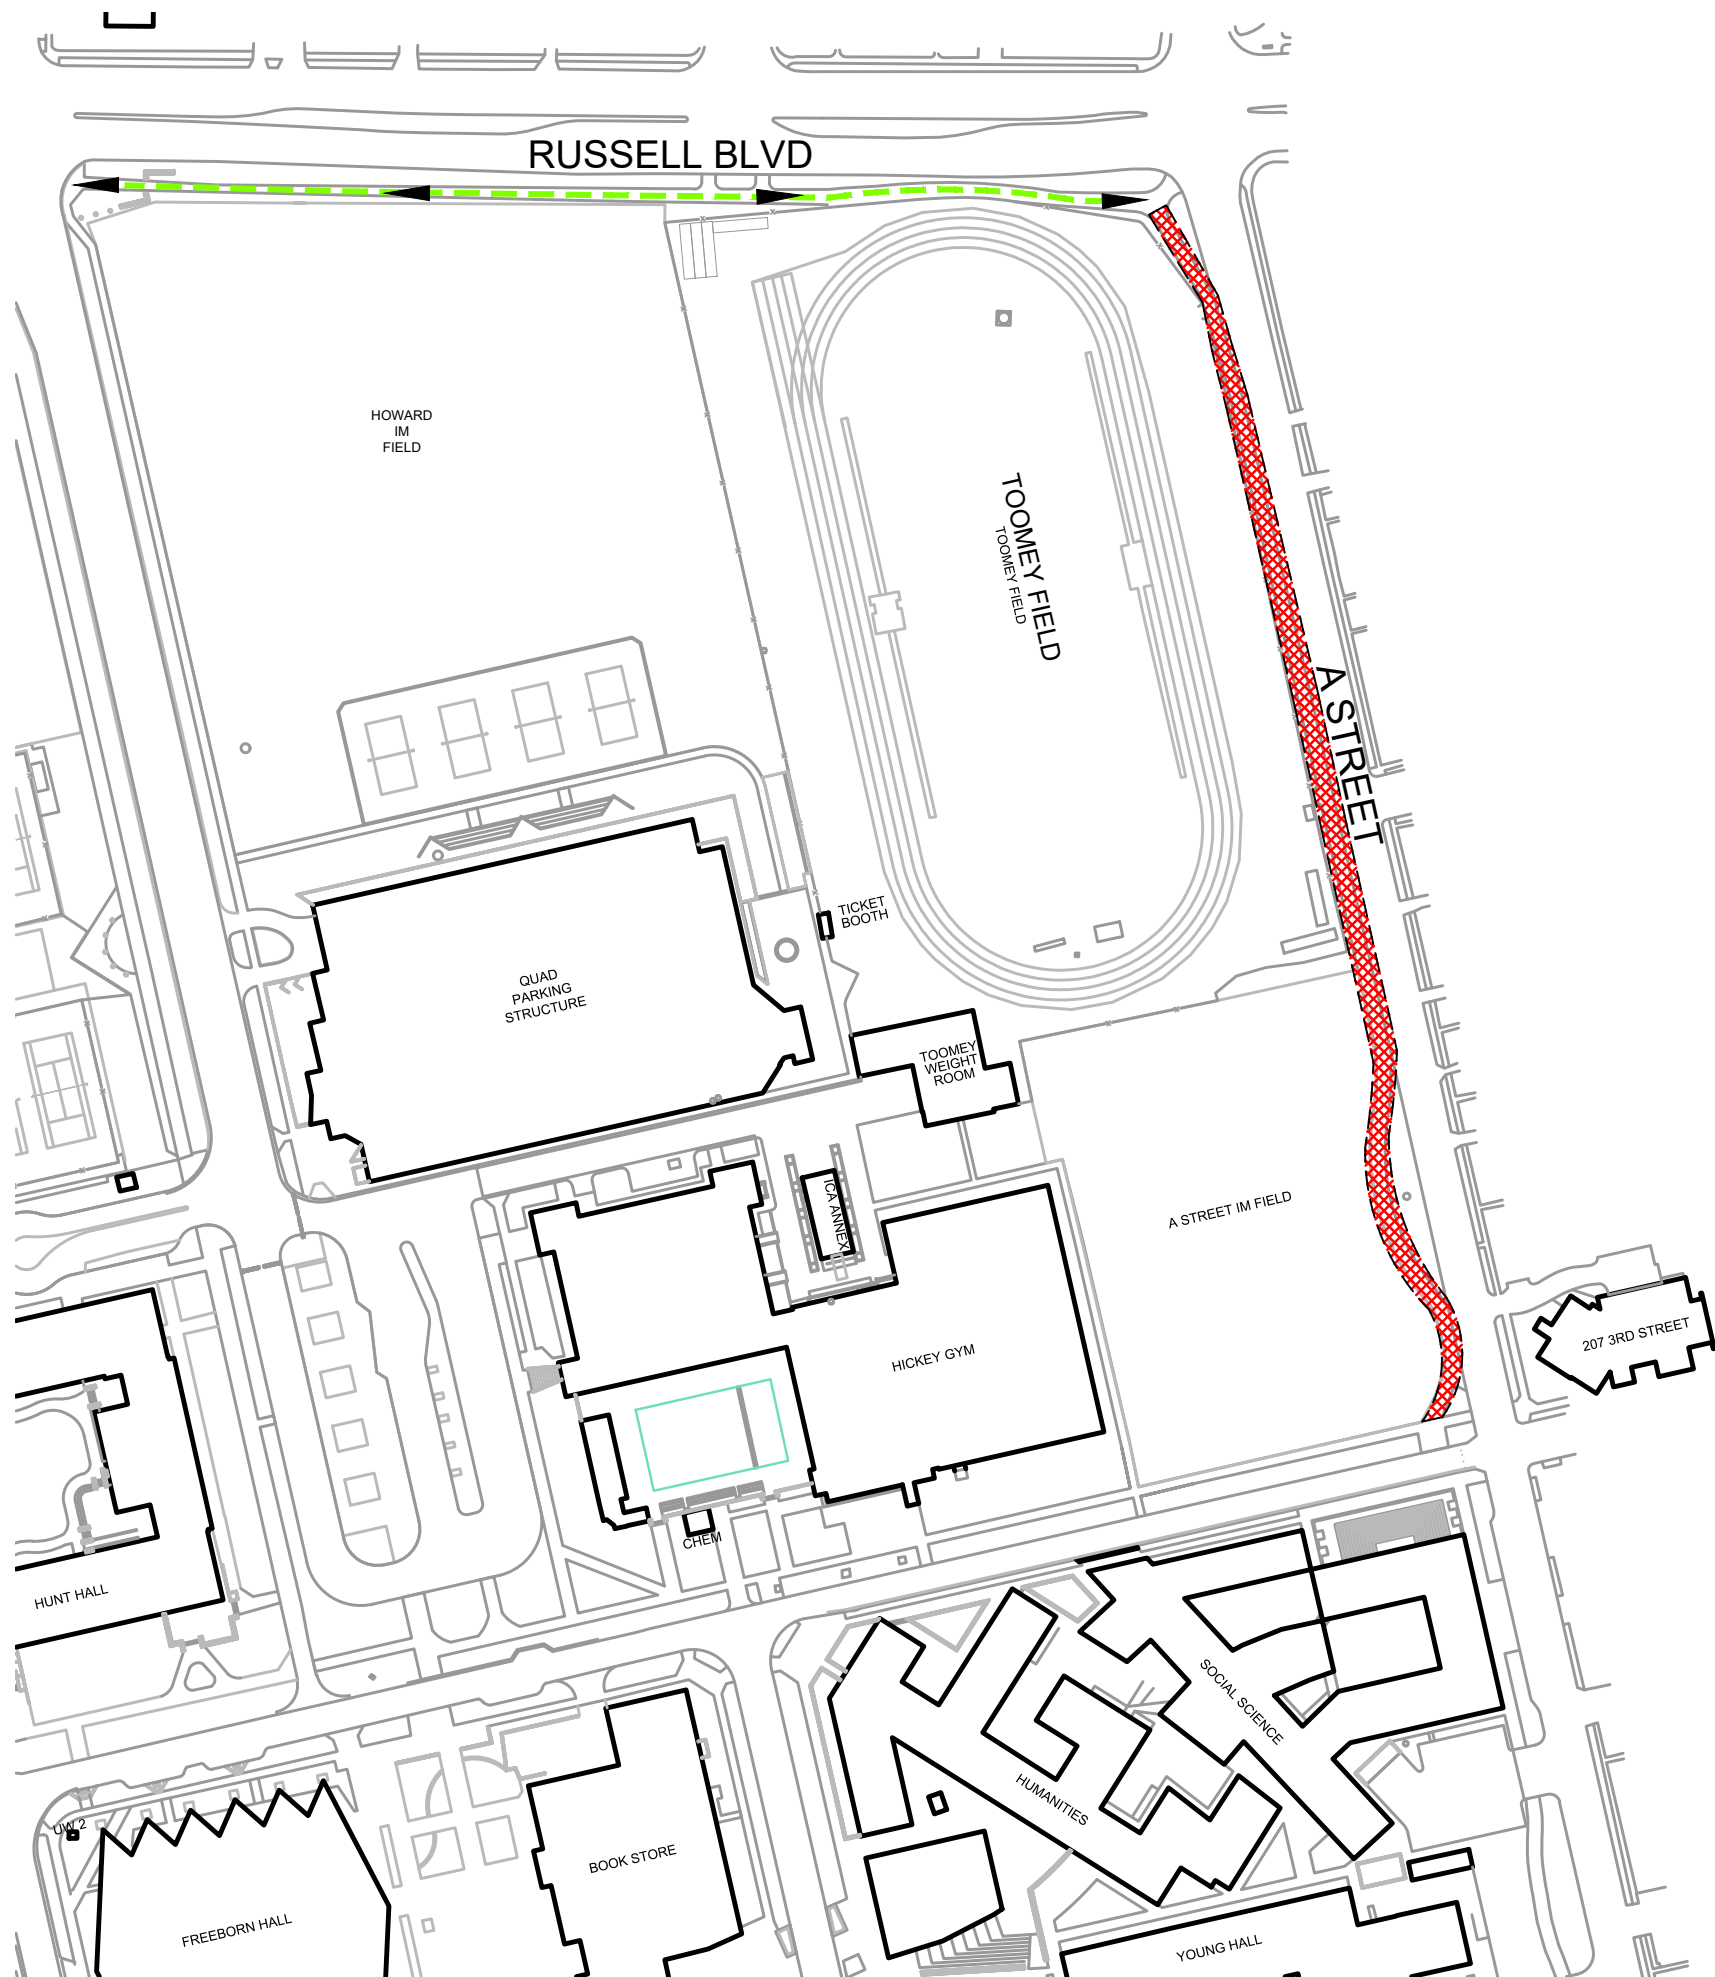 RUSSELL BLVD
HOWARD
IM
FIELD
TOOMEY FIELD
TOOMEY FIELD
A STREET
TICKET
BOOTH
QUAD
PARKING
STRUCTURE
TOOMEY
WEIGHT
ROOM
ICA ANNEX
A STREET IM FIELD
207 3RD STREET
HICKEY GYM
CHEM
HUNT HALL
SOCIAL SCIENCE
HUMANITIES
UW 2
BOOK STORE
FREEBORN HALL
YOUNG HALL